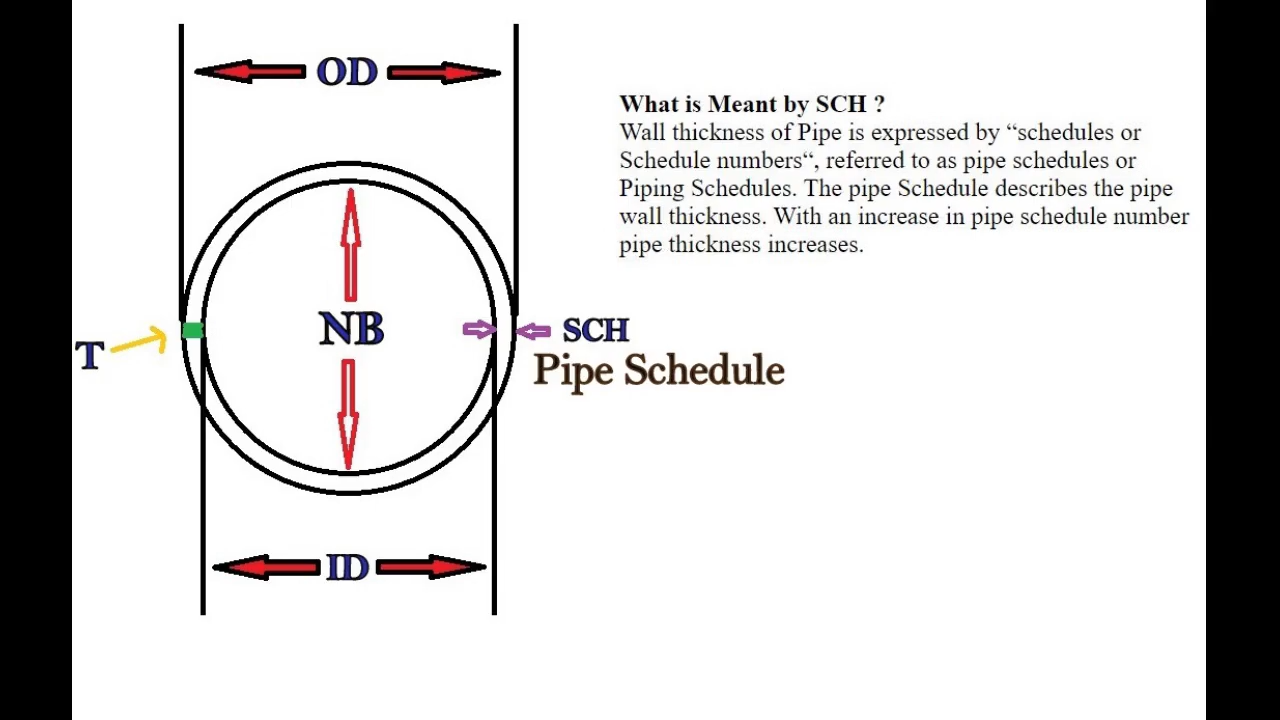 OD
What is Meant by SCH ?
Wall thickness of Pipe is expressed by “schedules or
Schedule numbers“, referred to as pipe schedules or
Piping Schedules. The pipe Schedule describes the pipe
wall thickness. With an increase in pipe schedule number
pipe thickness increases.
NB
SCH
T
Pipe Schedule
ID